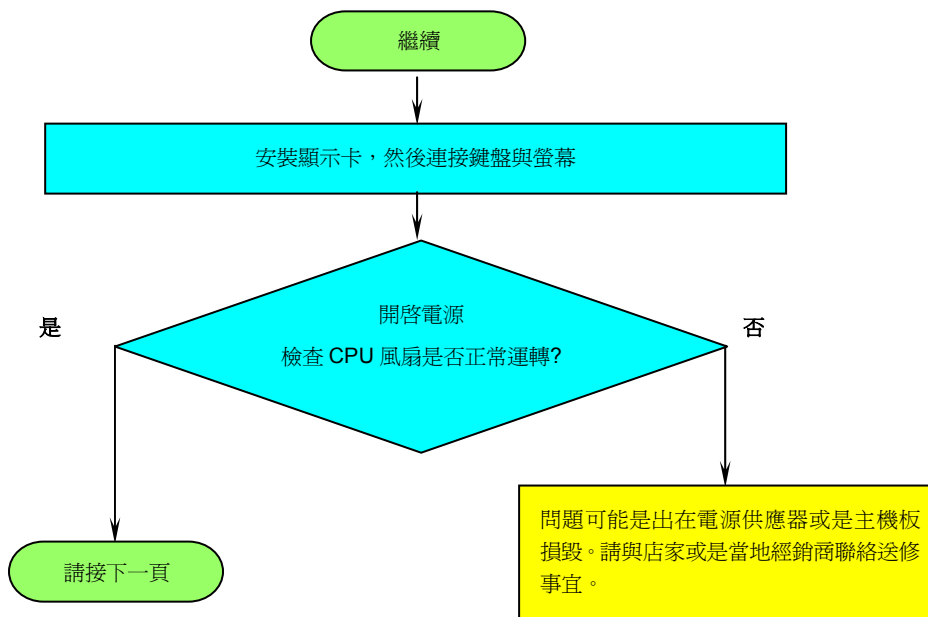 繼續
安裝顯示卡，然後連接鍵盤與螢幕
開啓電源
檢查 CPU 風扇是否正常運轉?
是
否
問題可能是出在電源供應器或是主機板
損毀。請與店家或是當地經銷商聯絡送修
事宜。
請接下一頁